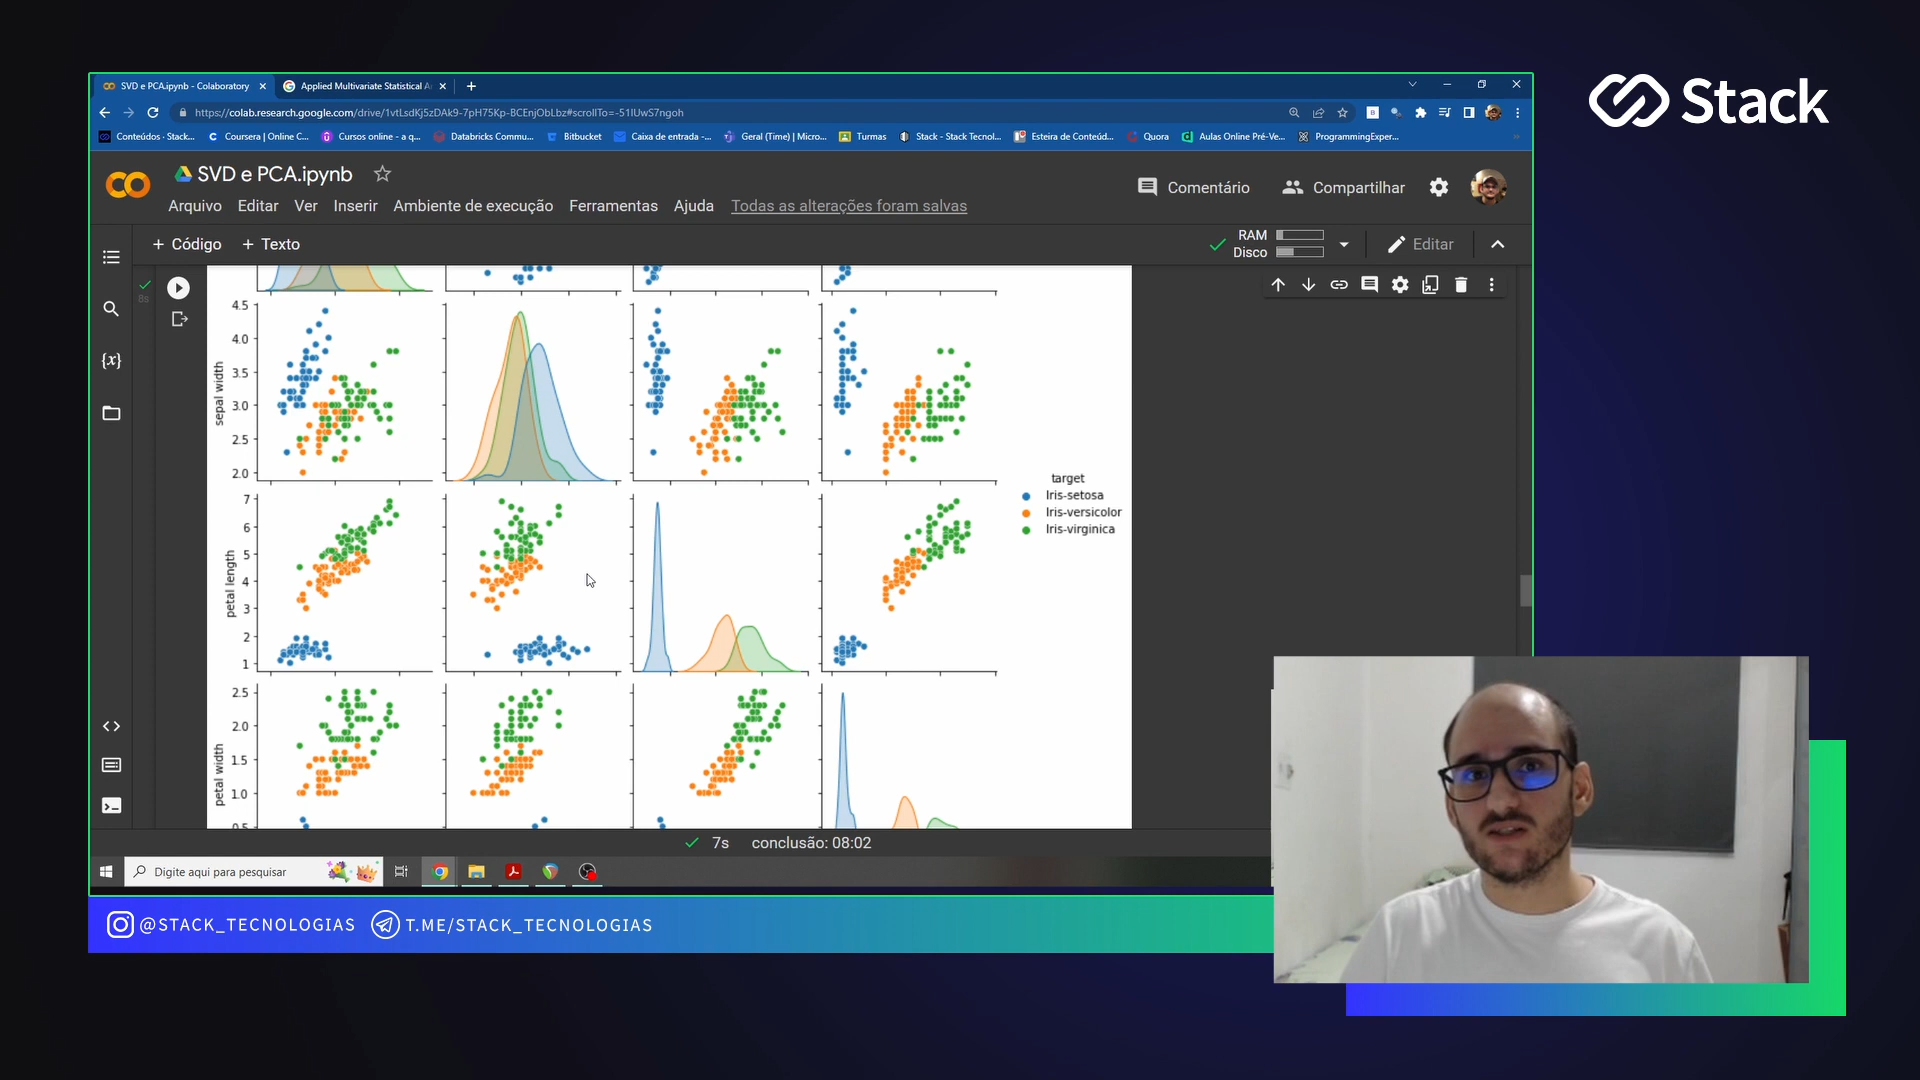 Stack
SVD e PCA.ipynb - Colaboratory
Applied Multivariate Statistical A
https://colab.research.google.com/drive/1vtLsdKj5zDAk9-7pH75Kp-BCEnjObLbz#scrollTo=-51lUwS7ngoh
Conteúdos · Stack... Coursera | Online C... Cursos online - a q... Databricks Commu... Bitbucket Caixa de entrada -... Geral (Time) | Micro... Turmas Stack - Stack Tecnol... Esteira de Conteúd... Quora Aulas Online Pré-Ve... ProgrammingExper...
SVD e PCA.ipynb
Comentário Compartilhar
Arquivo Editar Ver Inserir Ambiente de execução Ferramentas Ajuda Todas as alterações foram salvas
+ Código + Texto
RAM
Disco
Editar
8s
{x}
4.5
4.0
3.5
3.0
2.5
2.0
sepal width
7
6
5
4
3
2
1
petal length
2.5
2.0
1.5
1.0
0.5
petal width
target
Iris-setosa
Iris-versicolor
Iris-virginica
7s conclusão: 08:02
Digite aqui para pesquisar
@STACK_TECNOLOGIAS T.ME/STACK_TECNOLOGIAS